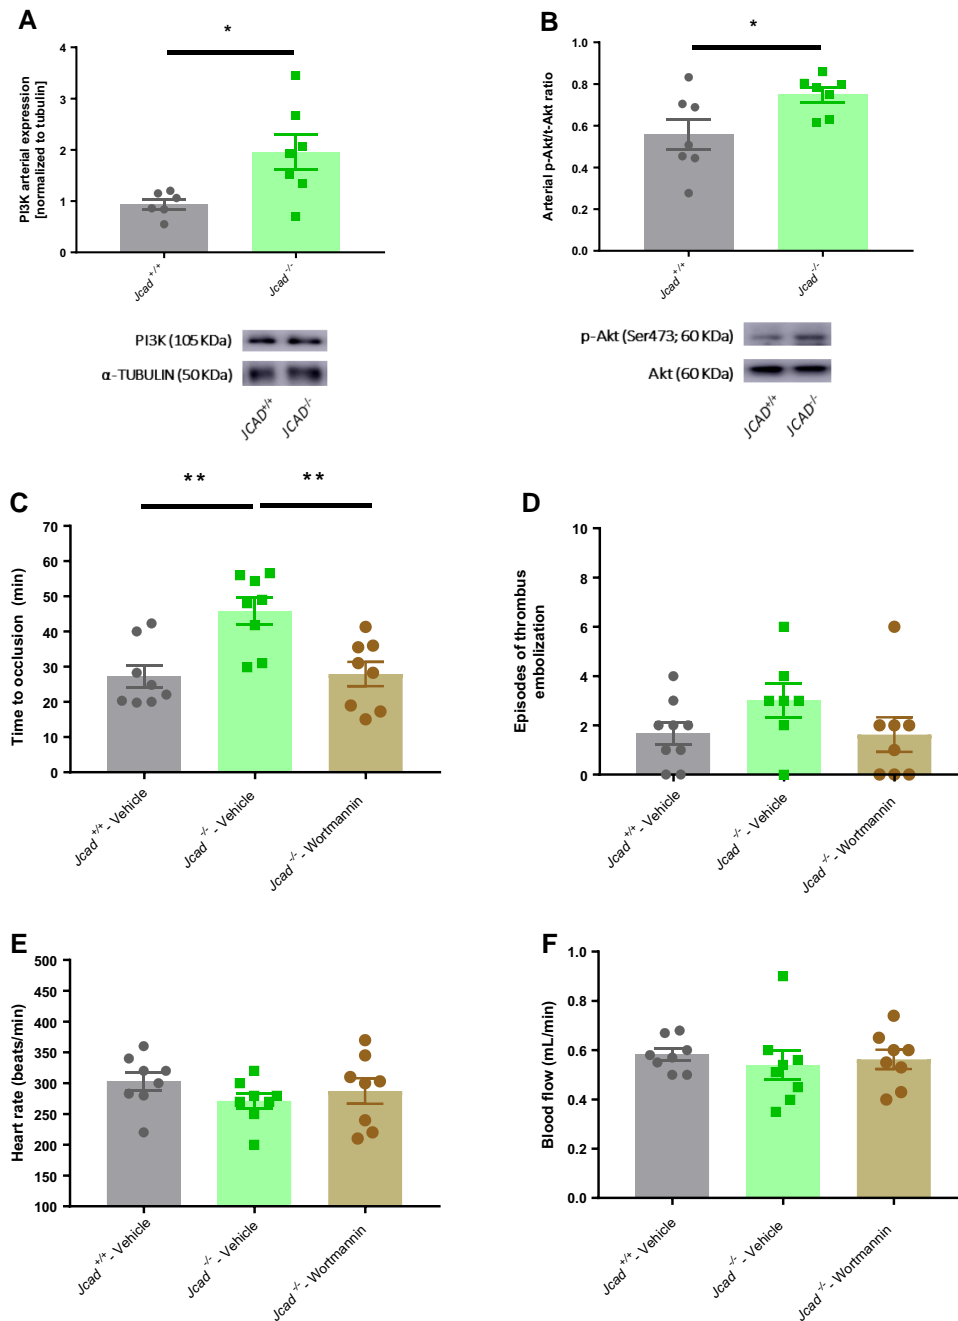 A
*
PI3K arterial expression
[normalized to tubulin]
4
3
2
1
0
Jcad +/+
Jcad -/-
PI3K (105 KDa)
α-TUBULIN (50 KDa)
JCAD+/+
JCAD-/-
B
*
Arterial p-Akt/t-Akt ratio
1.0
0.8
0.6
0.4
0.2
0.0
Jcad +/+
Jcad -/-
p-Akt (Ser473; 60 KDa)
Akt (60 KDa)
JCAD+/+
JCAD-/-
C
**
**
Time to occlusion (min)
70
60
50
40
30
20
10
0
Jcad +/+- Vehicle
Jcad -/- - Vehicle
Jcad -/- - Wortmannin
D
Episodes of thrombus
embolization
10
8
6
4
2
0
Jcad +/+- Vehicle
Jcad -/- - Vehicle
Jcad -/- - Wortmannin
E
Heart rate (beats/min)
500
450
400
350
300
250
200
150
100
Jcad +/+- Vehicle
Jcad -/- - Vehicle
Jcad -/- - Wortmannin
F
Blood flow (mL/min)
1.0
0.8
0.6
0.4
0.2
0.0
Jcad +/+- Vehicle
Jcad -/- - Vehicle
Jcad -/- - Wortmannin